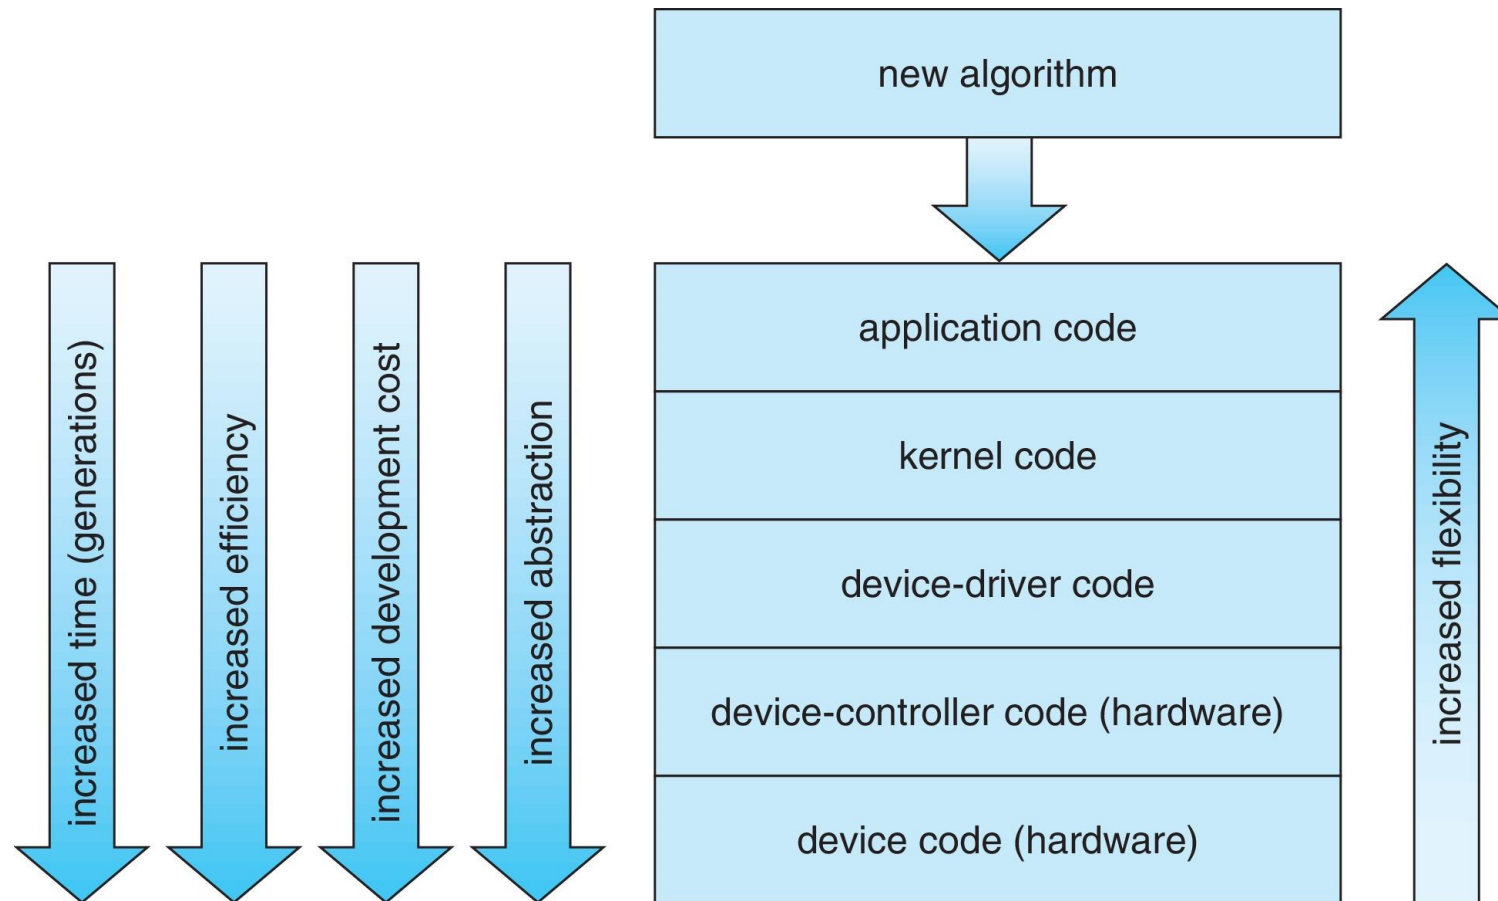 new algorithm
increased time (generations)
increased efficiency
increased development cost
increased abstraction
application code
kernel code
device-driver code
device-controller code (hardware)
device code (hardware)
increased flexibility